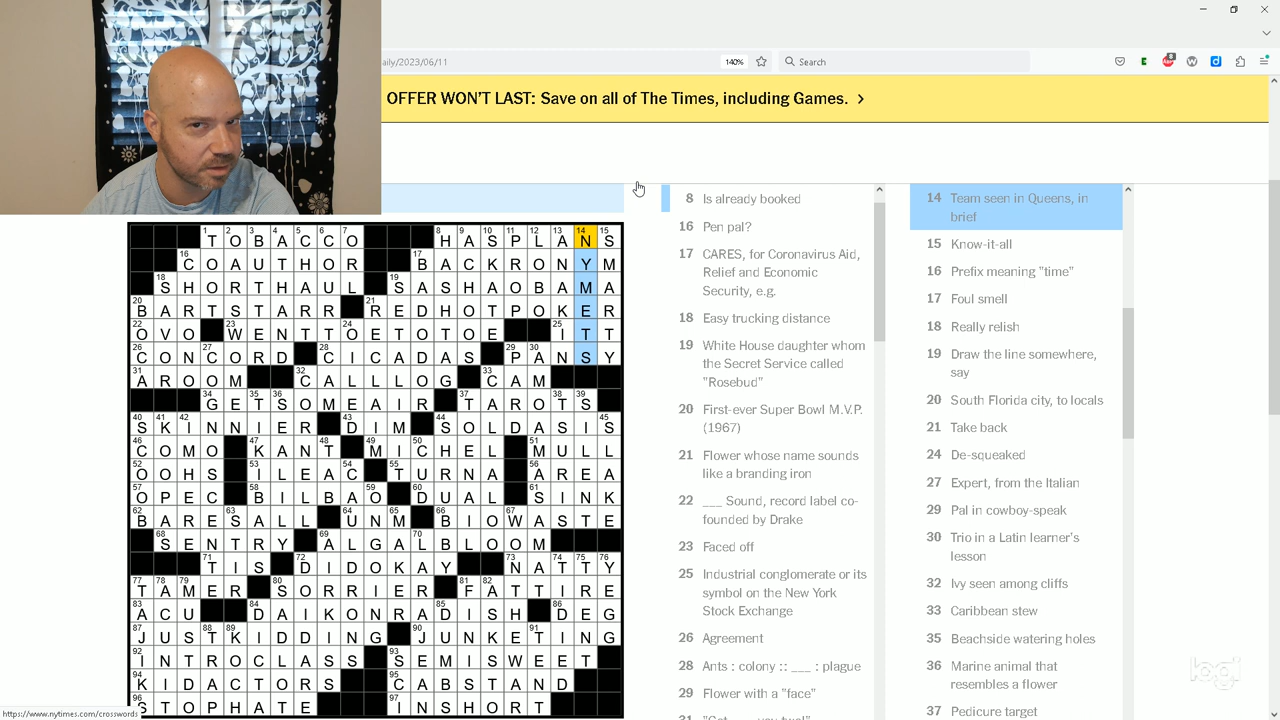 aily/2023/06/11
140%
Search
OFFER WON'T LAST: Save on all of The Times, including Games.
8 Is already booked
16 Pen pal?
17 CARES, for Coronavirus Aid,
Relief and Economic
Security, e.g.
18 Easy trucking distance
19 White House daughter whom
the Secret Service called
"Rosebud"
20 First-ever Super Bowl M.V.P.
(1967)
21 Flower whose name sounds
like a branding iron
22 ___ Sound, record label co-
founded by Drake
23 Faced off
25 Industrial conglomerate or its
symbol on the New York
Stock Exchange
26 Agreement
28 Ants : colony :: ___ : plague
29 Flower with a "face"
14 Team seen in Queens, in
brief
15 Know-it-all
16 Prefix meaning "time"
17 Foul smell
18 Really relish
19 Draw the line somewhere,
say
20 South Florida city, to locals
21 Take back
24 De-squeaked
27 Expert, from the Italian
29 Pal in cowboy-speak
30 Trio in a Latin learner's
lesson
32 Ivy seen among cliffs
33 Caribbean stew
35 Beachside watering holes
36 Marine animal that
resembles a flower
37 Pedicure target
TOBACCO HASPLANS
COAUTHOR BACKRONYM
SHORTHAUL SASHAOBAMA
BARTSTARR REDHOTPOKER
OVO WENTTOETOTOE ITT
CONCORD CICADAS PANSY
AROOM CALLLOG CAM
GETSOMEAIR TAROTS
SKINNIER DIM SOLDASIS
COMO KANT MICHEL MULL
OOHS ILEAC TURNA AREA
OPEC BILBAO DUAL SINK
BARESALL UNM BIOWASTE
SENTRY ALGALBLOOM
TIS DIDOKAY NATTY
TAMER SORRIER FATTIRE
ACU DAIKONRADISH DEG
JUSTKIDDING JUNKETING
INTROCLASS SEMISWEET
KIDACTORS CABSTAND
STOPHATE INSHORT
https://www.nytimes.com/crosswords